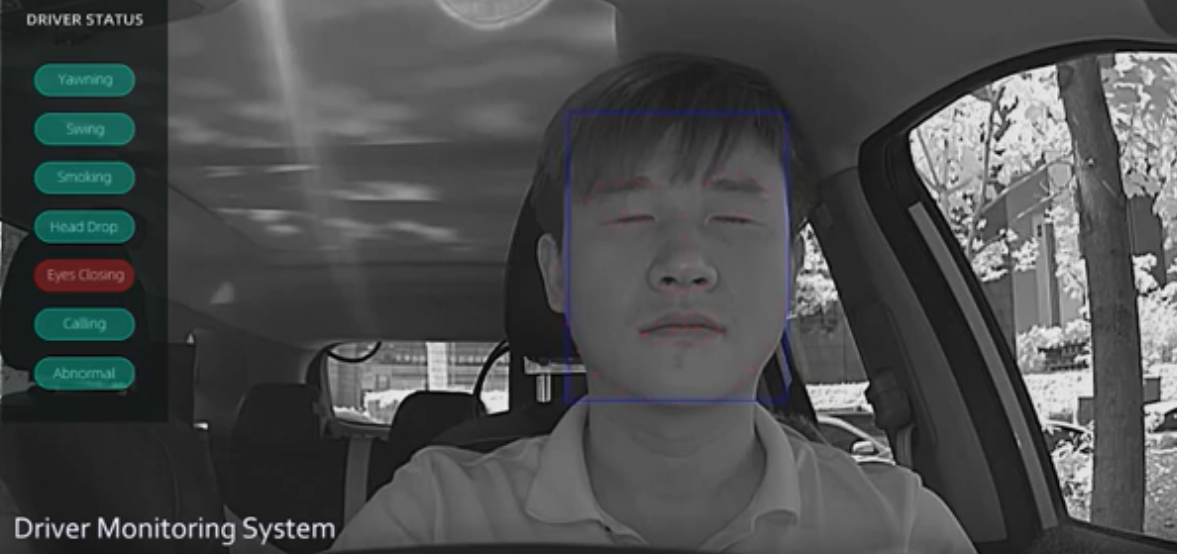 DRIVER STATUS
Yawning
Swing
Smoking
Head Drop
Eyes Closing
Calling
Abnormal
Driver Monitoring System